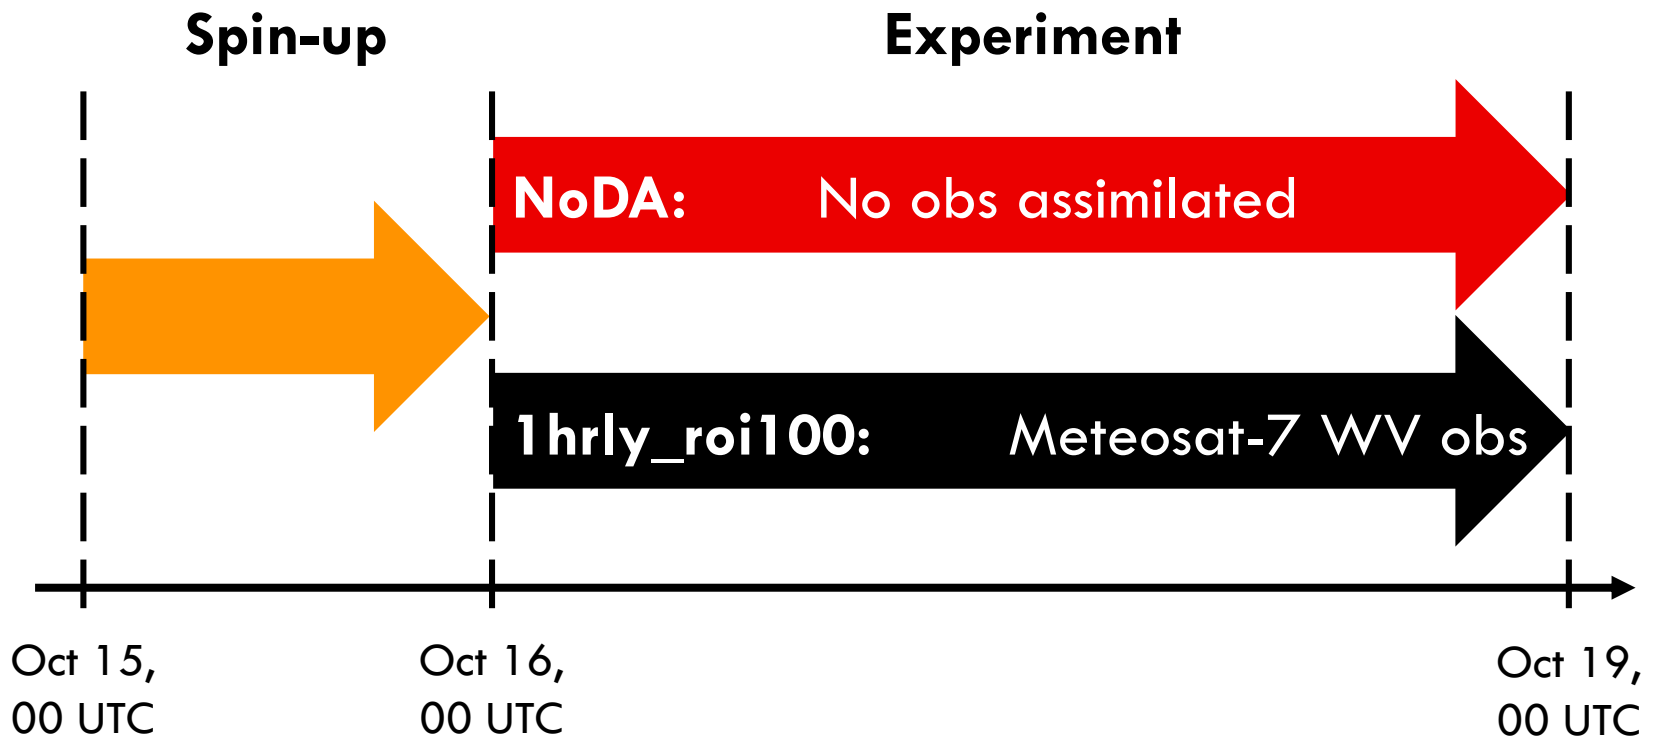 Spin-up
Experiment
NoDA: No obs assimilated
1hrly_roi100: Meteosat-7 WV obs
Oct 15,
00 UTC
Oct 16,
00 UTC
Oct 19,
00 UTC